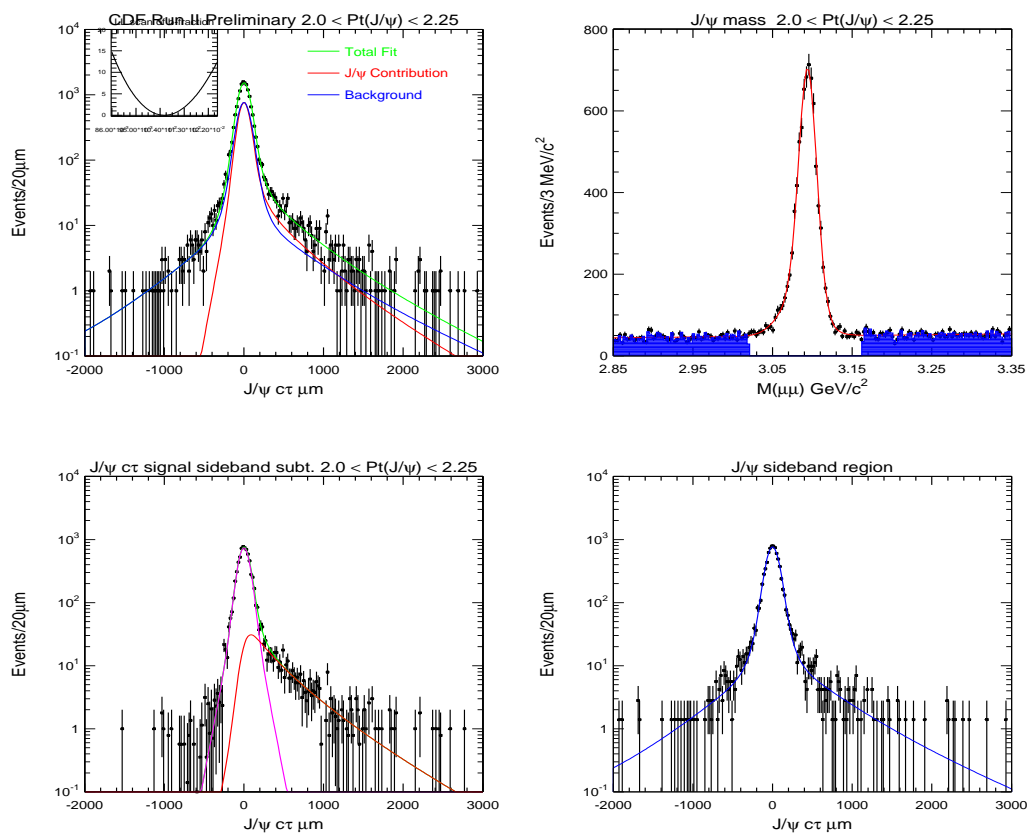 CDF Run II Preliminary 2.0 < Pt(J/ψ) < 2.25
20
15
10
5
0
Total Fit
J/ψ Contribution
Background
10⁴
10³
10²
10
1
10⁻¹
Events/20μm
-2000 -1000 0 1000 2000 3000
J/ψ cτ μm
J/ψ mass 2.0 < Pt(J/ψ) < 2.25
800
600
400
200
0
Events/3 MeV/c²
2.85 2.95 3.05 3.15 3.25 3.35
M(μμ) GeV/c²
J/ψ cτ signal sideband subt. 2.0 < Pt(J/ψ) < 2.25
10⁴
10³
10²
10
1
10⁻¹
Events/20μm
-2000 -1000 0 1000 2000 3000
J/ψ cτ μm
J/ψ sideband region
10⁴
10³
10²
10
1
10⁻¹
Events/20μm
-2000 -1000 0 1000 2000 3000
J/ψ cτ μm